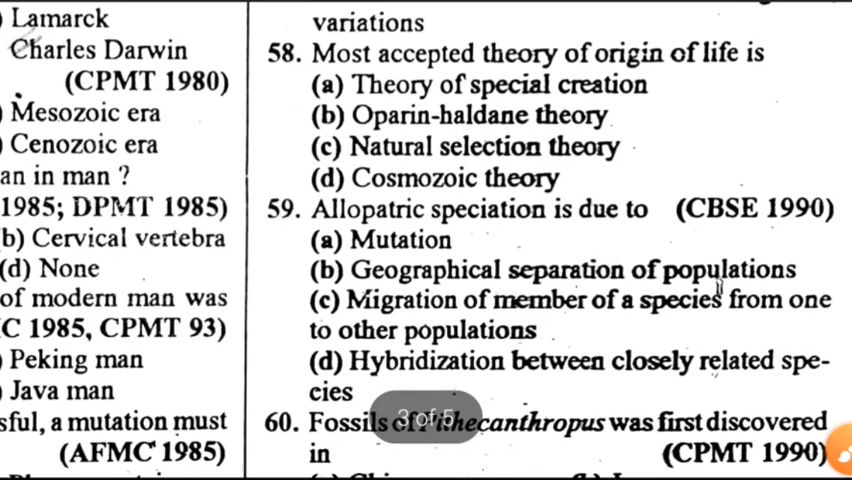 ) Lamarck
Charles Darwin
(CPMT 1980)
) Mesozoic era
) Cenozoic era
an in man ?
1985; DPMT 1985)
b) Cervical vertebra
(d) None
of modern man was
C 1985, CPMT 93)
) Peking man
) Java man
sful, a mutation must
(AFMC 1985)
variations
58. Most accepted theory of origin of life is
(a) Theory of special creation
(b) Oparin-haldane theory
(c) Natural selection theory
(d) Cosmozoic theory
59. Allopatric speciation is due to (CBSE 1990)
(a) Mutation
(b) Geographical separation of populations
(c) Migration of member of a species from one
to other populations
(d) Hybridization between closely related spe-
cies
60. Fossils of Pithecanthropus was first discovered
in (CPMT 1990)
3 of 5